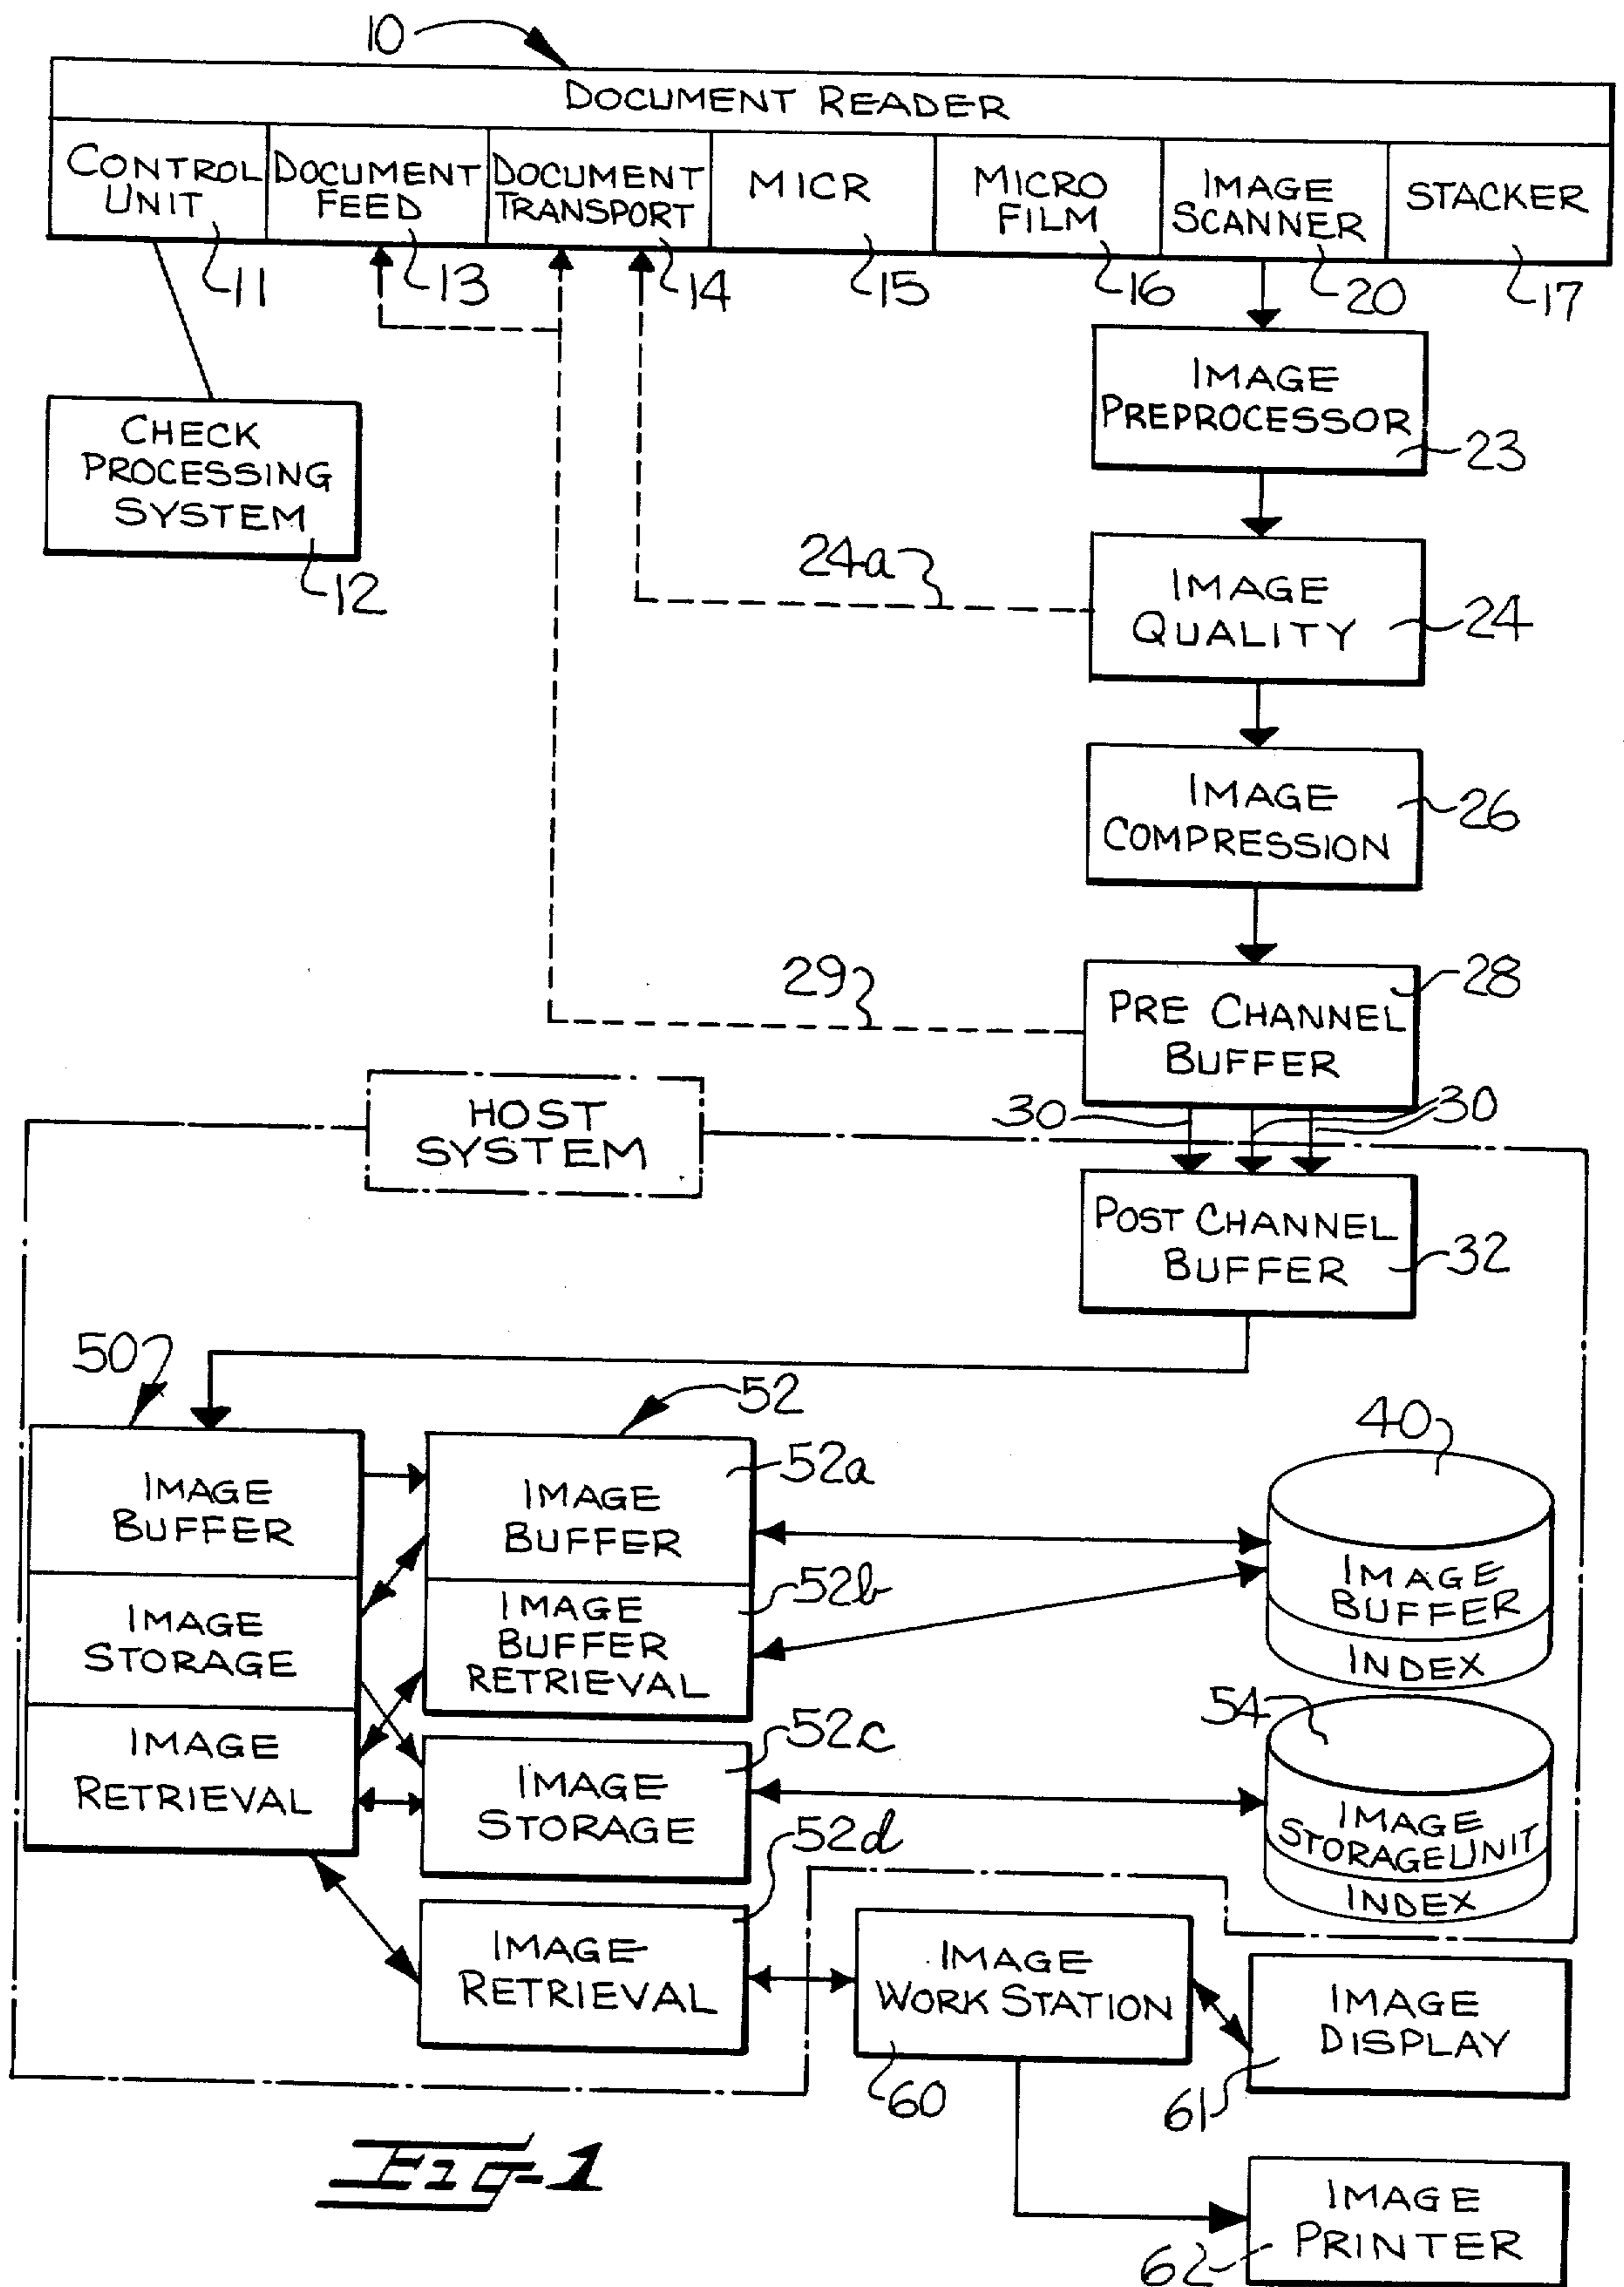 10
DOCUMENT READER
CONTROL
UNIT
DOCUMENT
FEED
DOCUMENT
TRANSPORT
MICR
MICRO
FILM
IMAGE
SCANNER
STACKER
11
13
14
15
16
20
17
IMAGE
PREPROCESSOR
23
CHECK
PROCESSING
SYSTEM
12
24a
IMAGE
QUALITY
24
IMAGE
COMPRESSION
26
29
PRE CHANNEL
BUFFER
28
30
30
HOST
SYSTEM
POST CHANNEL
BUFFER
32
50
52
40
IMAGE
BUFFER
IMAGE
STORAGE
IMAGE
RETRIEVAL
IMAGE
BUFFER
52a
IMAGE
BUFFER
RETRIEVAL
52b
IMAGE
BUFFER
INDEX
54
IMAGE
STORAGE
52c
IMAGE
STORAGE UNIT
INDEX
52d
IMAGE
RETRIEVAL
IMAGE
WORK STATION
60
IMAGE
DISPLAY
61
Fig-1
IMAGE
PRINTER
62